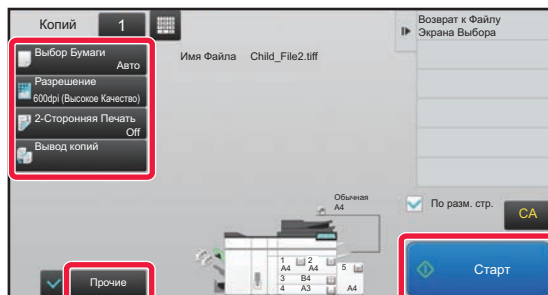 Копий 1
Выбор Бумаги
Авто
Разрешение
600dpi (Высокое Качество)
2-Сторонняя Печать
Off
Вывод копий
Прочие
Имя Файла Child_File2.tiff
Обычная
A4
1 2
A4 A4
3 B4
4 A3
5
A4
Возврат к Файлу
Экрана Выбора
По разм. стр.
CA
Старт